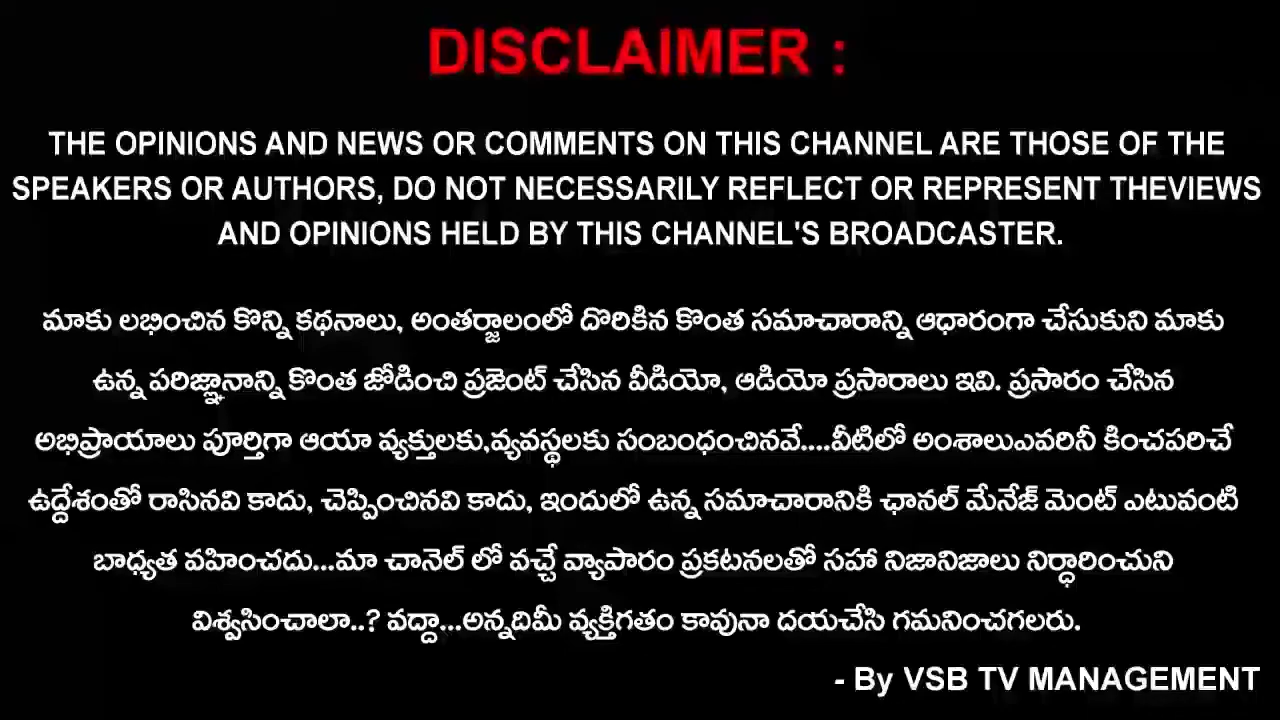 DISCLAIMER :
THE OPINIONS AND NEWS OR COMMENTS ON THIS CHANNEL ARE THOSE OF THE
SPEAKERS OR AUTHORS, DO NOT NECESSARILY REFLECT OR REPRESENT THEVIEWS
AND OPINIONS HELD BY THIS CHANNEL'S BROADCASTER.
మాకు లభించిన కొన్ని కథనాలు, అంతర్జాలంలో దొరికిన కొంత సమాచారాన్ని ఆధారంగా చేసుకుని మాకు
ఉన్న పరిజ్ఞానాన్ని కొంత జోడించి ప్రజెంట్ చేసిన వీడియో, ఆడియో ప్రసారాలు ఇవి. ప్రసారం చేసిన
అభిప్రాయాలు పూర్తిగా ఆయా వ్యక్తులకు,వ్యవస్థలకు సంబంధించినవే....వీటిలో అంశాలుఎవరినీ కించపరిచే
ఉద్దేశంతో రాసినవి కాదు, చెప్పించినవి కాదు, ఇందులో ఉన్న సమాచారానికి ఛానల్ మేనేజ్ మెంట్ ఎటువంటి
బాధ్యత వహించదు...మా చానెల్ లో వచ్చే వ్యాపారం ప్రకటనలతో సహా నిజానిజాలు నిర్ధారించుని
విశ్వసించాలా..? వద్దా...అన్నదిమీ వ్యక్తిగతం కావునా దయచేసి గమనించగలరు.
- By VSB TV MANAGEMENT